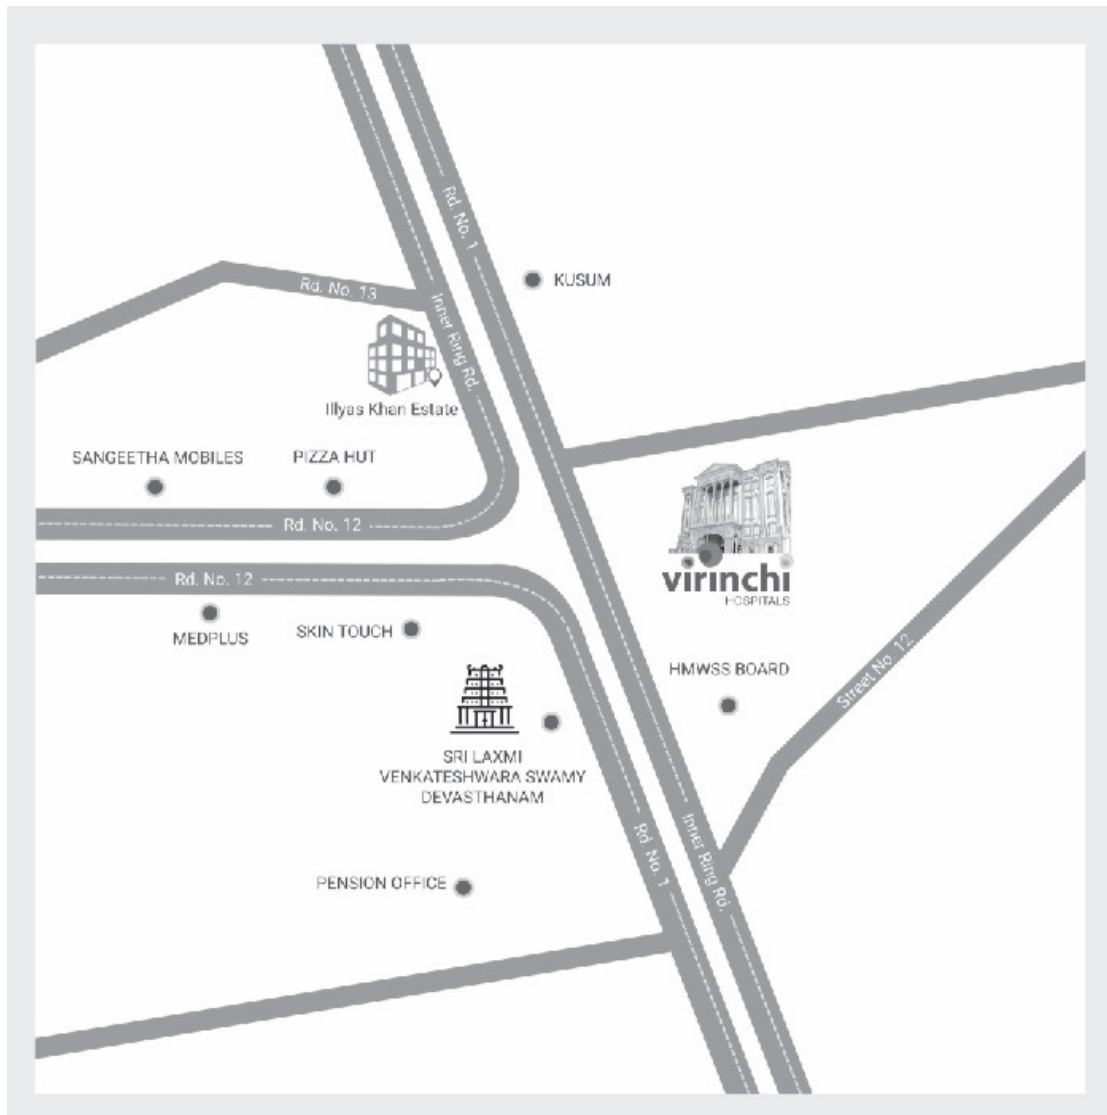 Rd. No. 1
KUSUM
Rd. No. 13
Inner Ring Rd.
Illyas Khan Estate
SANGEETHA MOBILES
PIZZA HUT
Rd. No. 12
Rd. No. 12
virinchi
HOSPITALS
MEDPLUS
SKIN TOUCH
HMWSS BOARD
Street No. 12
SRI LAXMI
VENKATESHWARA SWAMY
DEVASTHANAM
Rd. No. 1
Inner Ring Rd.
PENSION OFFICE